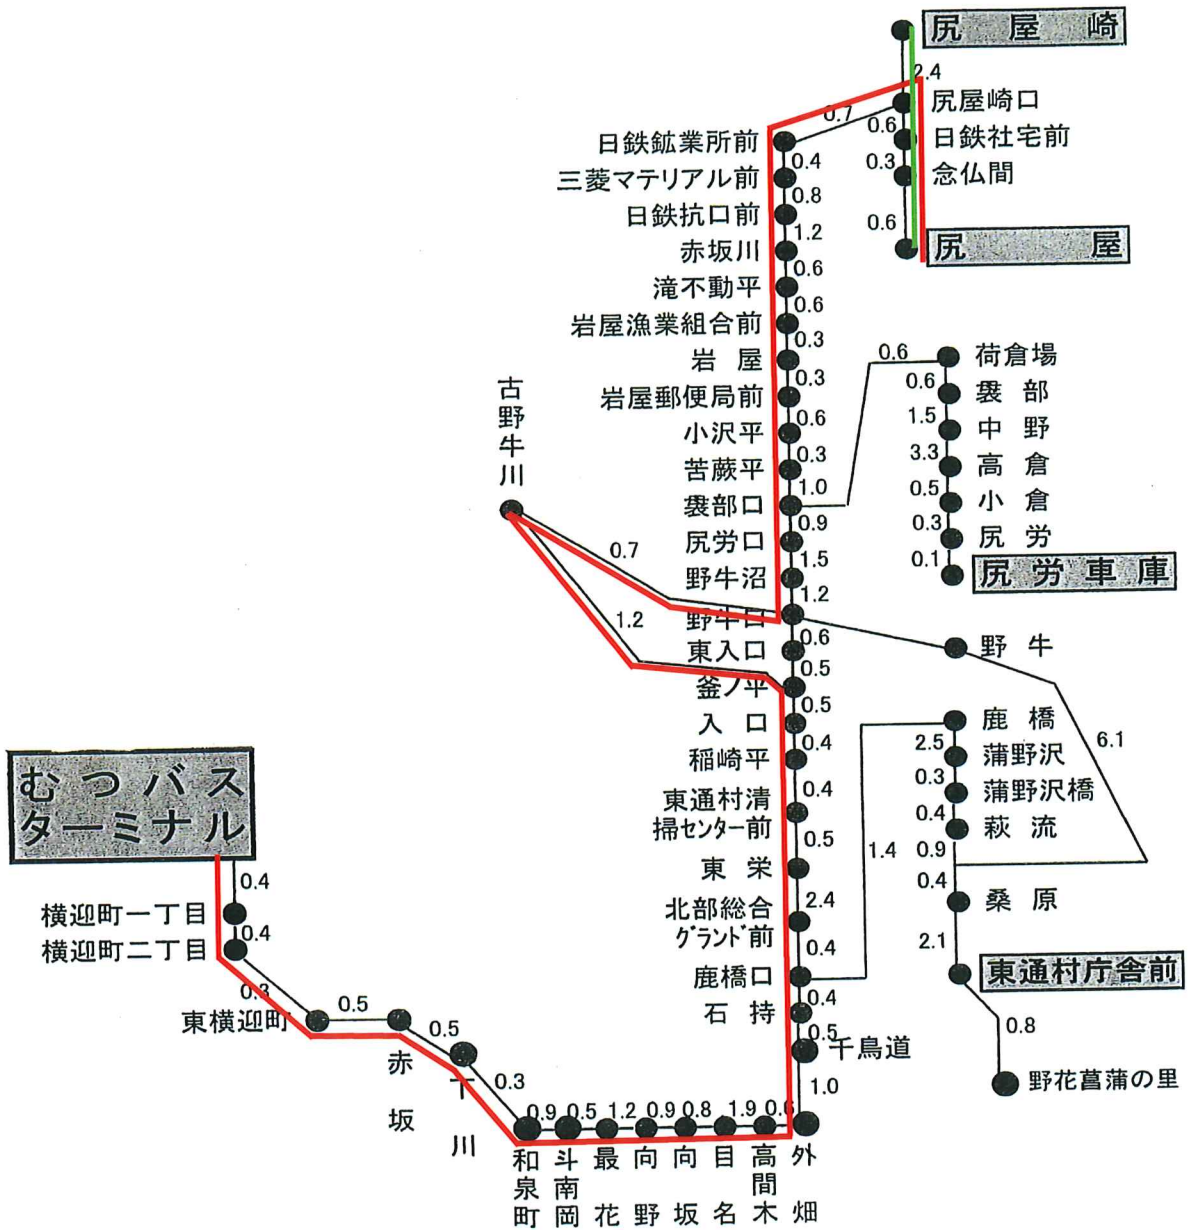 尻屋崎
2.4
尻屋崎口
0.7
0.6
日鉄社宅前
0.3
念仏間
0.6
尻屋
日鉄鉱業所前
0.4
三菱マテリアル前
0.8
日鉄抗口前
1.2
赤坂川
0.6
滝不動平
0.6
岩屋漁業組合前
0.3
岩屋
0.3
岩屋郵便局前
0.6
小沢平
0.3
苫蕨平
1.0
袰部口
0.9
尻労口
1.5
野牛沼
1.2
野牛口
0.6
東入口
0.5
釜ノ平
0.5
入口
0.4
稲崎平
0.4
東通村清
掃センター前
0.5
東栄
2.4
北部総合
グランド前
0.4
鹿橋口
0.4
石持
0.5
千鳥道
1.0
古野牛川
0.7
1.2
0.6
荷倉場
0.6
袰部
1.5
中野
3.3
高倉
0.5
小倉
0.3
尻労
0.1
尻労車庫
野牛
6.1
1.4
鹿橋
2.5
蒲野沢
0.3
蒲野沢橋
0.4
萩流
0.9
0.4
桑原
2.1
東通村庁舎前
0.8
野花菖蒲の里
むつバス
ターミナル
0.4
横迎町一丁目
0.4
横迎町二丁目
0.3
東横迎町
0.5
赤坂
0.5
下川
0.3
和泉町
0.9
斗南岡
0.5
最花
1.2
向野
0.9
向坂
0.8
目名
1.9
高間木
0.6
外畑